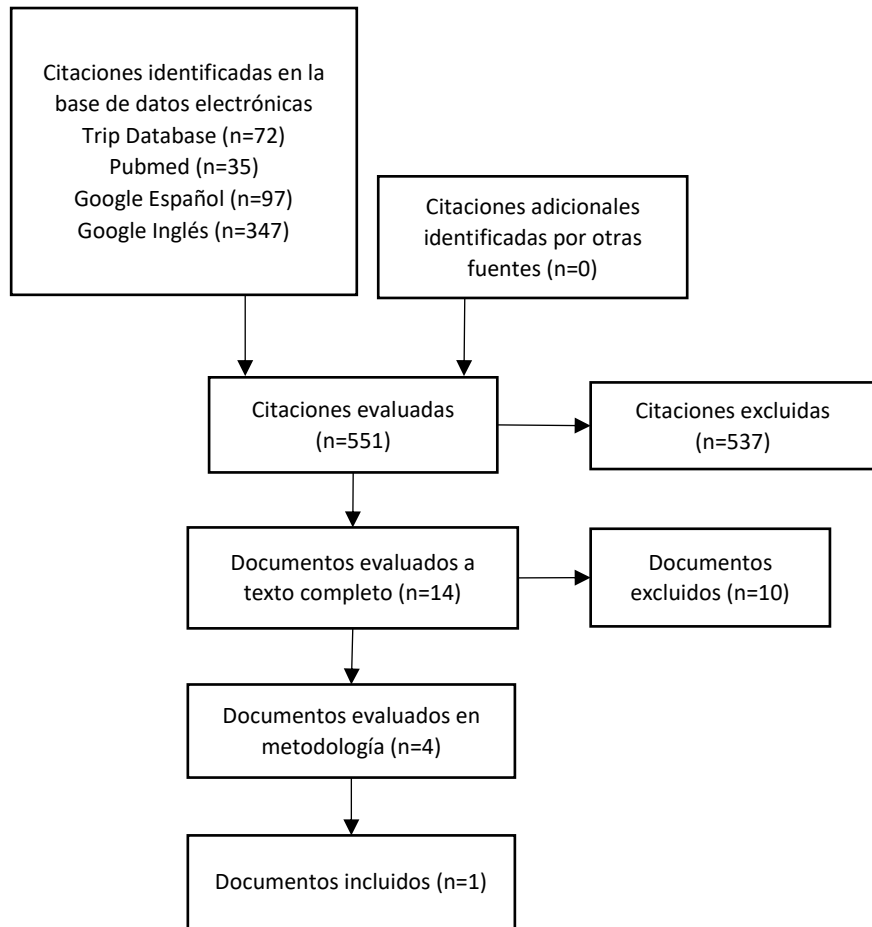 Citaciones identificadas en la
base de datos electrónicas
Trip Database (n=72)
Pubmed (n=35)
Google Español (n=97)
Google Inglés (n=347)
Citaciones adicionales
identificadas por otras
fuentes (n=0)
Citaciones evaluadas
(n=551)
Citaciones excluidas
(n=537)
Documentos evaluados a
texto completo (n=14)
Documentos
excluidos (n=10)
Documentos evaluados en
metodología (n=4)
Documentos incluidos (n=1)